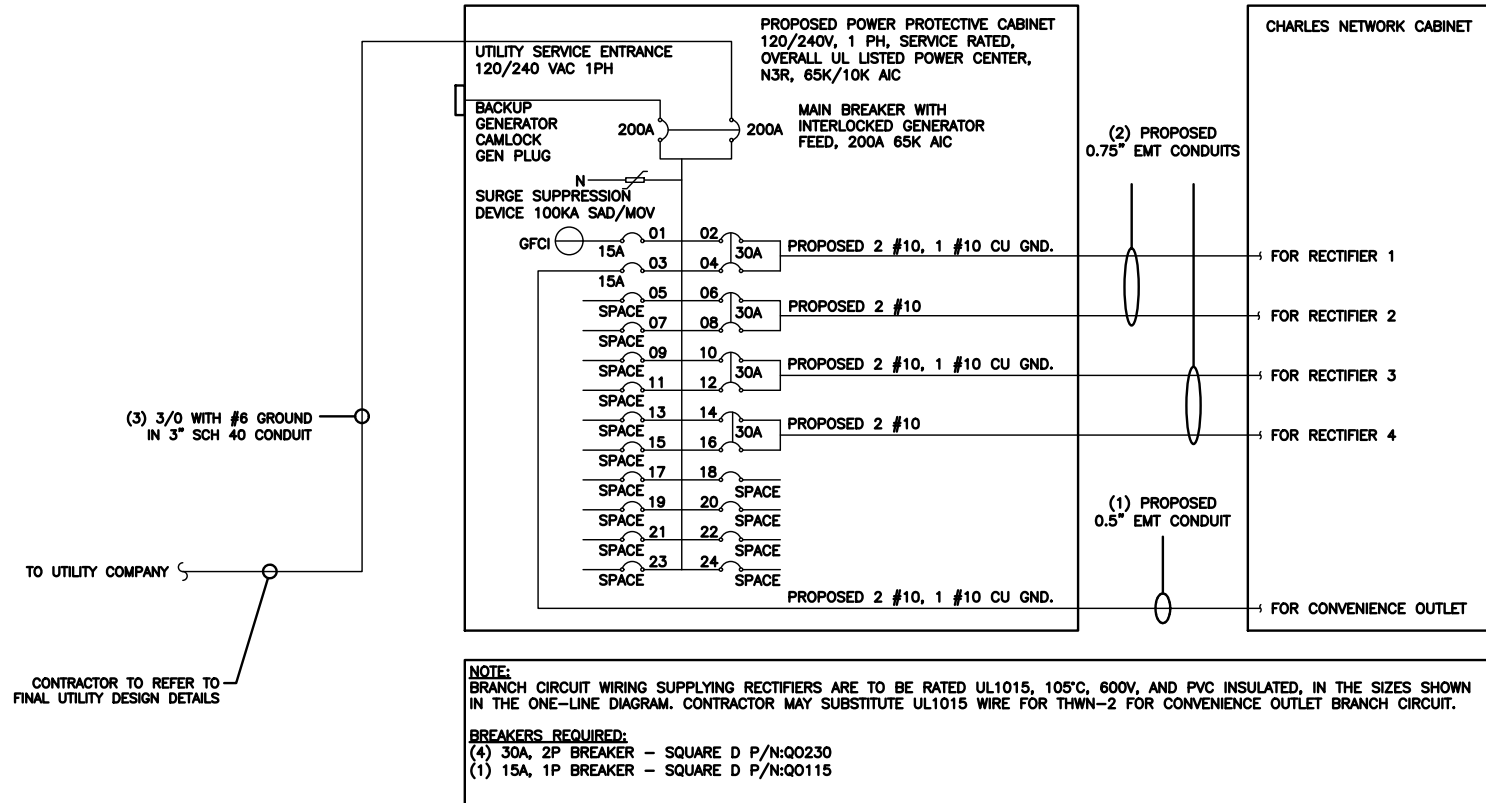 UTILITY SERVICE ENTRANCE
120/240 VAC 1PH
PROPOSED POWER PROTECTIVE CABINET
120/240V, 1 PH, SERVICE RATED,
OVERALL UL LISTED POWER CENTER,
N3R, 65K/10K AIC
CHARLES NETWORK CABINET
BACKUP
GENERATOR
CAMLOCK
GEN PLUG
200A
200A
MAIN BREAKER WITH
INTERLOCKED GENERATOR
FEED, 200A 65K AIC
(2) PROPOSED
0.75" EMT CONDUITS
N
SURGE SUPPRESSION
DEVICE 100KA SAD/MOV
GFCI
15A
01
02
30A
PROPOSED 2 #10, 1 #10 CU GND.
FOR RECTIFIER 1
15A
03
04
SPACE
05
06
30A
PROPOSED 2 #10
FOR RECTIFIER 2
SPACE
07
08
SPACE
09
10
30A
PROPOSED 2 #10, 1 #10 CU GND.
FOR RECTIFIER 3
SPACE
11
12
SPACE
13
14
30A
PROPOSED 2 #10
FOR RECTIFIER 4
SPACE
15
16
SPACE
17
18
SPACE
SPACE
19
20
SPACE
SPACE
21
22
SPACE
SPACE
23
24
SPACE
(3) 3/0 WITH #6 GROUND
IN 3" SCH 40 CONDUIT
(1) PROPOSED
0.5" EMT CONDUIT
TO UTILITY COMPANY
PROPOSED 2 #10, 1 #10 CU GND.
FOR CONVENIENCE OUTLET
CONTRACTOR TO REFER TO
FINAL UTILITY DESIGN DETAILS
NOTE:
BRANCH CIRCUIT WIRING SUPPLYING RECTIFIERS ARE TO BE RATED UL1015, 105°C, 600V, AND PVC INSULATED, IN THE SIZES SHOWN
IN THE ONE-LINE DIAGRAM. CONTRACTOR MAY SUBSTITUTE UL1015 WIRE FOR THWN-2 FOR CONVENIENCE OUTLET BRANCH CIRCUIT.
BREAKERS REQUIRED:
(4) 30A, 2P BREAKER - SQUARE D P/N:QO230
(1) 15A, 1P BREAKER - SQUARE D P/N:QO115